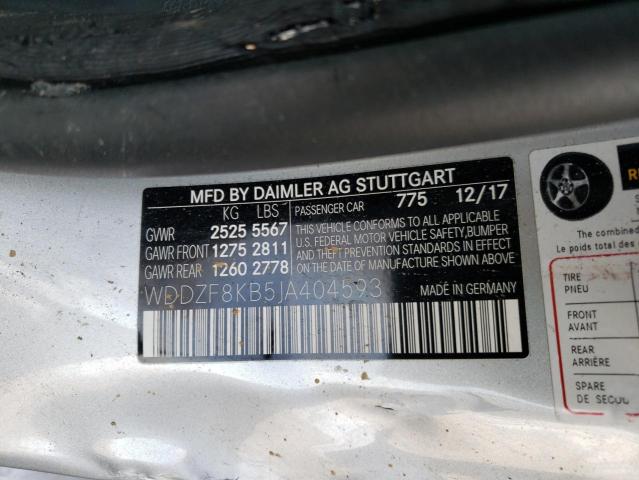 MFD BY DAIMLER AG STUTTGART
KG LBS
GVWR 2525 5567
GAWR FRONT 1275 2811
GAWR REAR 1260 2778
PASSENGER CAR 775 12/17
THIS VEHICLE CONFORMS TO ALL APPLICABLE
U.S. FEDERAL MOTOR VEHICLE SAFETY,BUMPER
AND THEFT PREVENTION STANDARDS IN EFFECT
ON THE DATE OF MANUFACTURE SHOWN ABOVE
WDDZF8KB5JA404593
MADE IN GERMANY
The combined
Le poids total des
TIRE
PNEU
FRONT
AVANT
REAR
ARRIÈRE
SPARE
DE